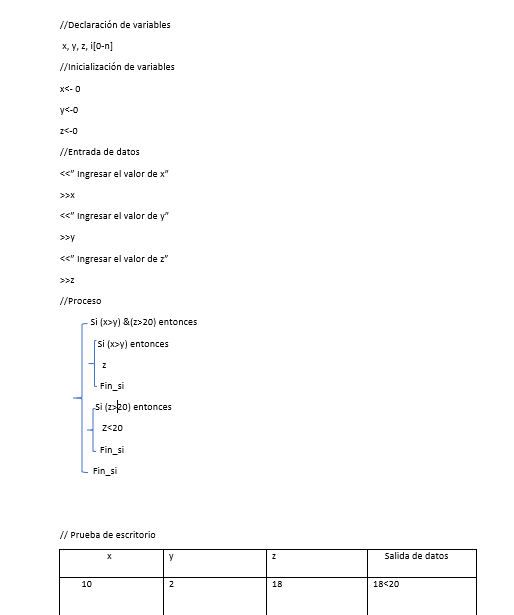 //Declaración de variables
x, y, z, i[0-n]
//Inicialización de variables
x<- 0
y<-0
z<-0
//Entrada de datos
<<” Ingresar el valor de x”
>>x
<<” Ingresar el valor de y”
>>y
<<” Ingresar el valor de z”
>>z
//Proceso
Si (x>y) &(z>20) entonces
Si (x>y) entonces
z
Fin_si
Si (z>20) entonces
Z<20
Fin_si
Fin_si
// Prueba de escritorio
x y z Salida de datos
10 2 18 18<20